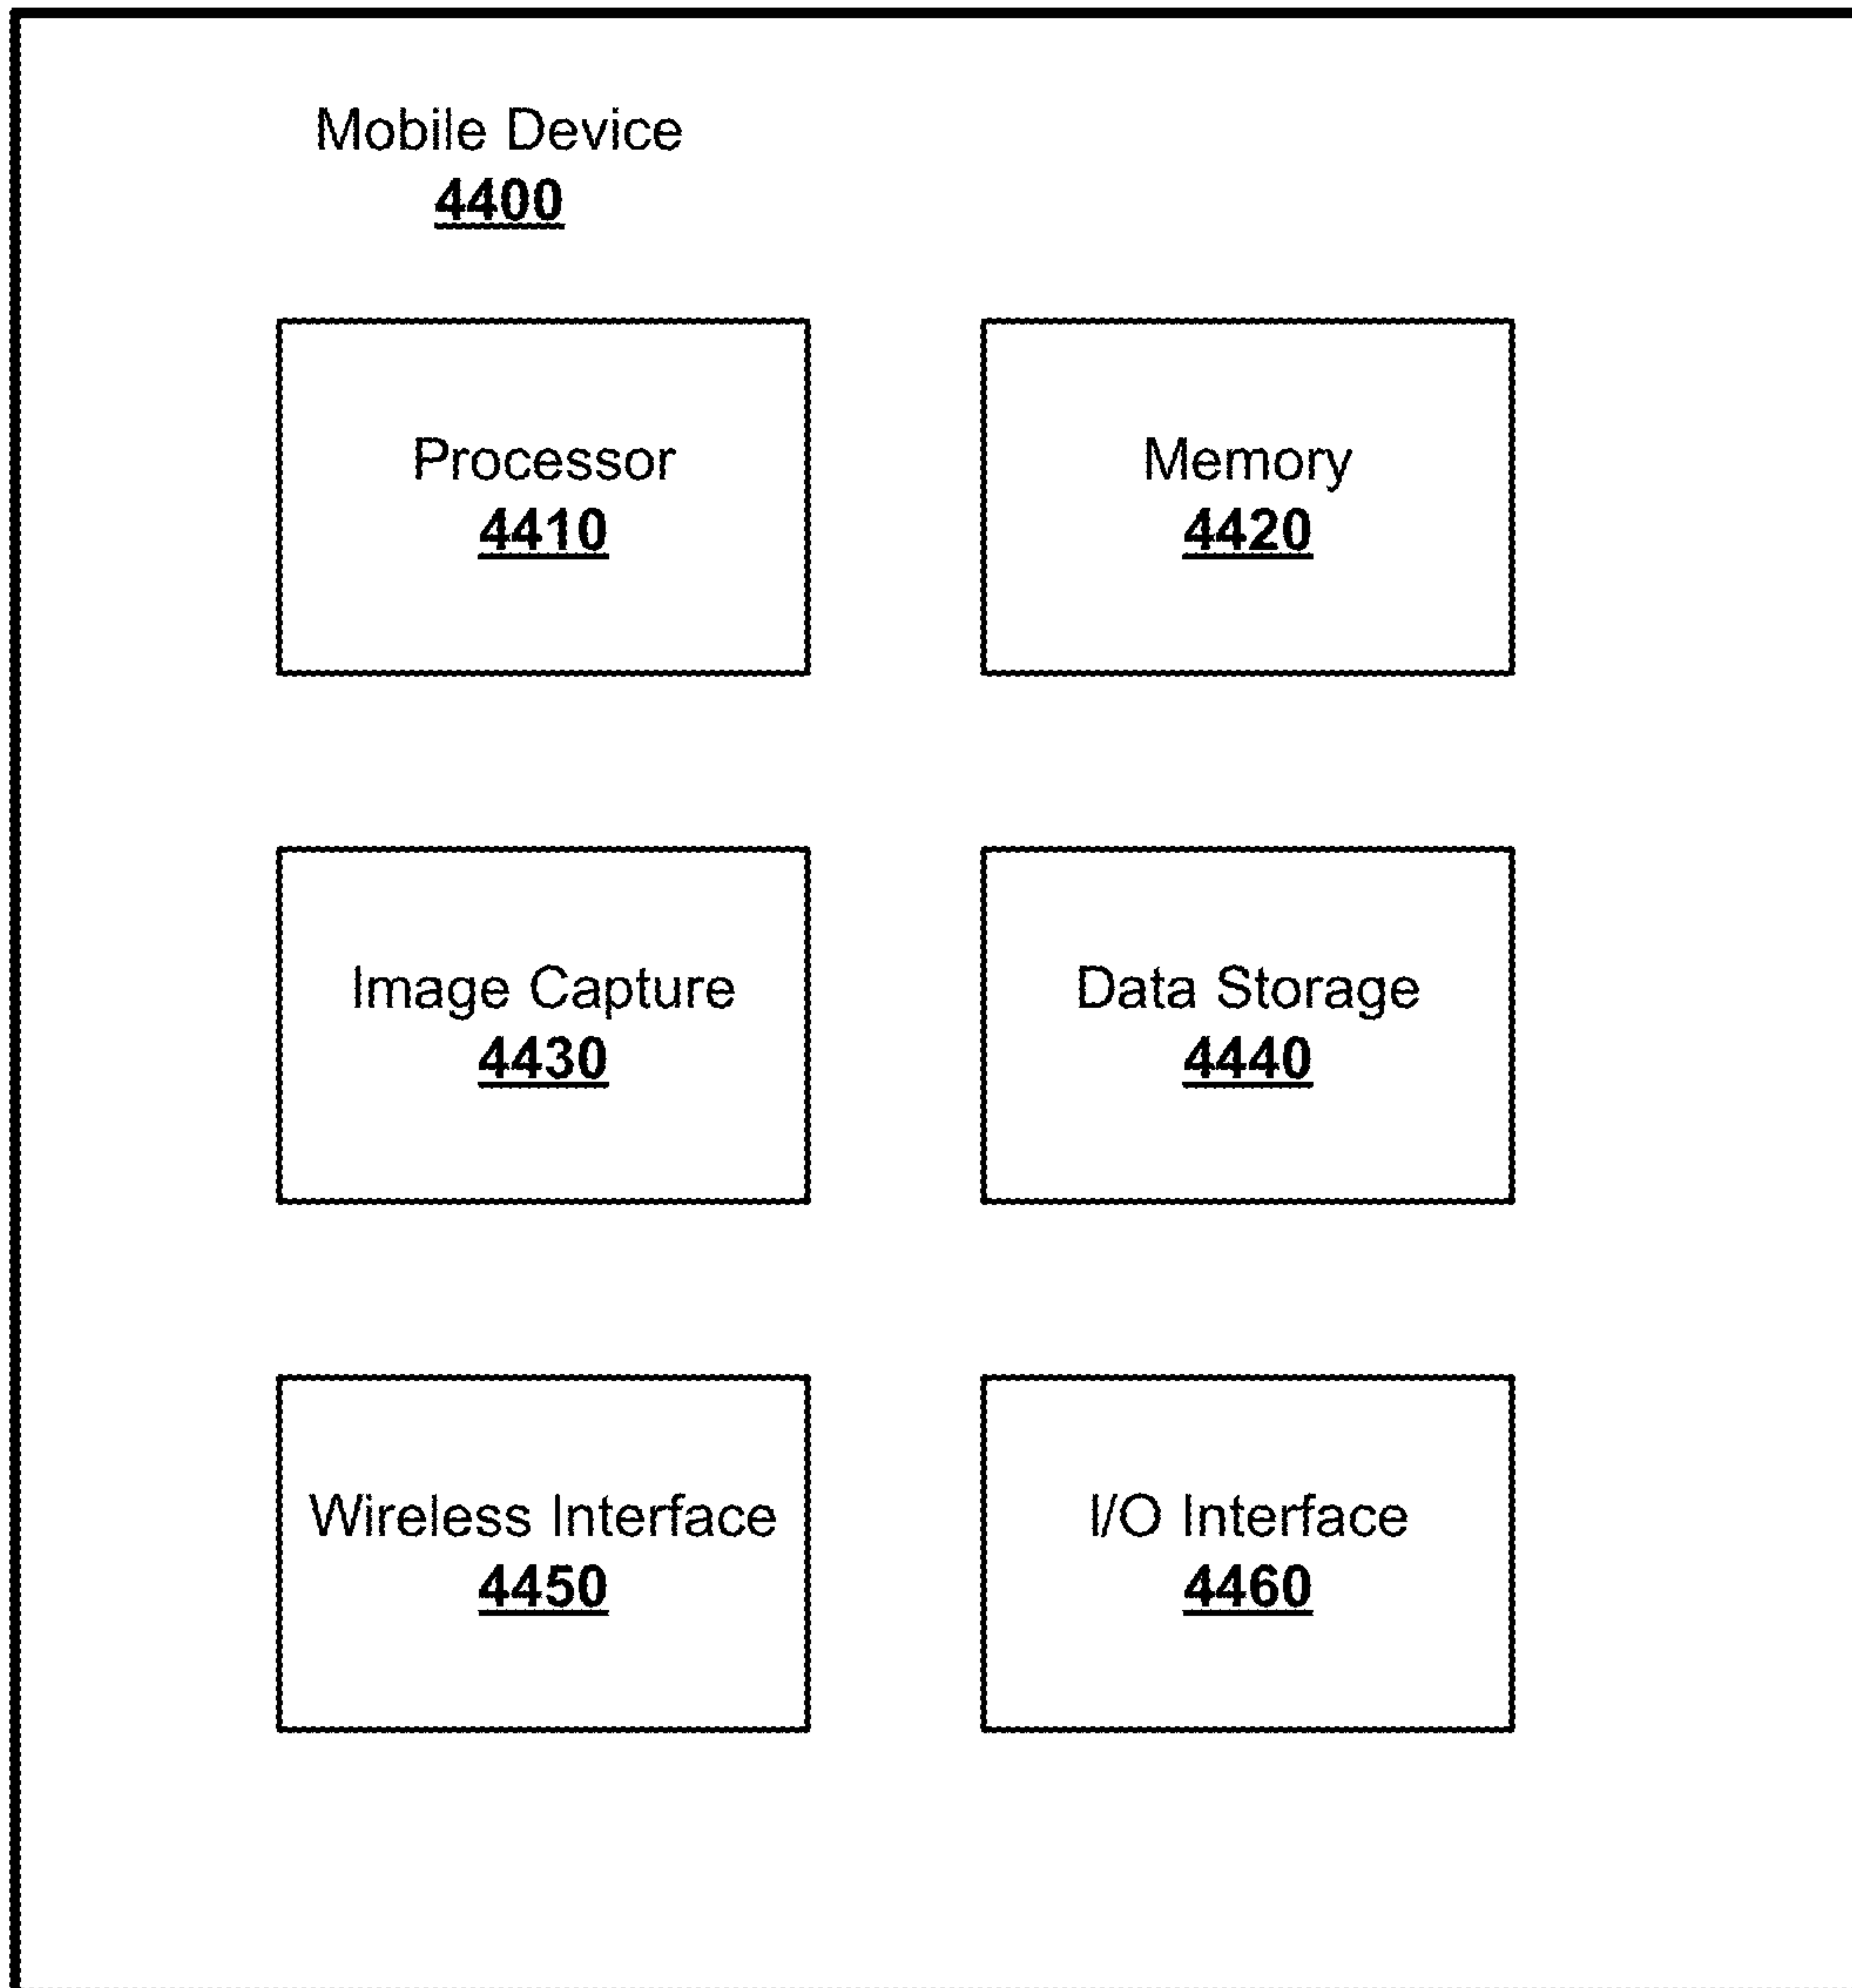 Mobile Device
4400
Processor
4410
Memory
4420
Image Capture
4430
Data Storage
4440
Wireless Interface
4450
I/O Interface
4460